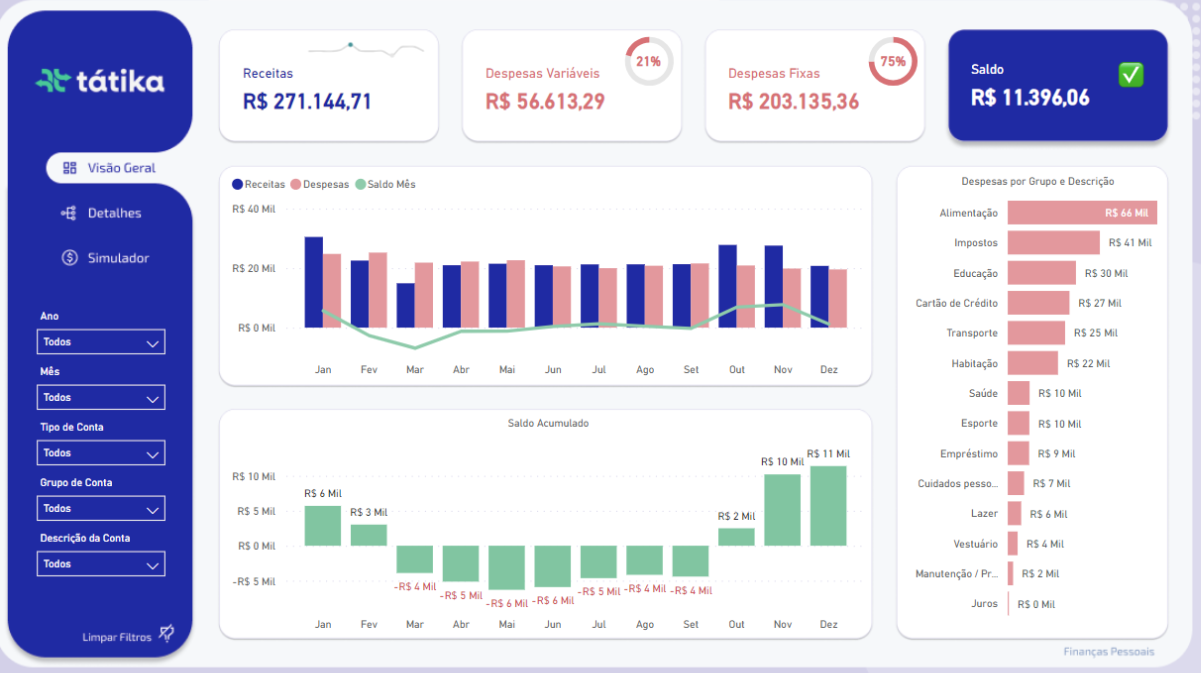 tátika
Visão Geral
Detalhes
Simulador
Ano
Todos
Mês
Todos
Tipo de Conta
Todos
Grupo de Conta
Todos
Descrição da Conta
Todos
Limpar Filtros
Receitas
R$ 271.144,71
Despesas Variáveis
R$ 56.613,29
21%
Despesas Fixas
R$ 203.135,36
75%
Saldo
R$ 11.396,06
Receitas Despesas Saldo Mês
R$ 40 Mil
R$ 20 Mil
R$ 0 Mil
Jan Fev Mar Abr Mai Jun Jul Ago Set Out Nov Dez
Saldo Acumulado
R$ 10 Mil
R$ 5 Mil
R$ 0 Mil
-R$ 5 Mil
R$ 6 Mil R$ 3 Mil -R$ 4 Mil -R$ 5 Mil -R$ 6 Mil -R$ 6 Mil -R$ 5 Mil -R$ 4 Mil -R$ 4 Mil R$ 2 Mil R$ 10 Mil R$ 11 Mil
Jan Fev Mar Abr Mai Jun Jul Ago Set Out Nov Dez
Despesas por Grupo e Descrição
Alimentação R$ 66 Mil
Impostos R$ 41 Mil
Educação R$ 30 Mil
Cartão de Crédito R$ 27 Mil
Transporte R$ 25 Mil
Habitação R$ 22 Mil
Saúde R$ 10 Mil
Esporte R$ 10 Mil
Empréstimo R$ 9 Mil
Cuidados pesso... R$ 7 Mil
Lazer R$ 6 Mil
Vestuário R$ 4 Mil
Manutenção / Pr... R$ 2 Mil
Juros R$ 0 Mil
Finanças Pessoais